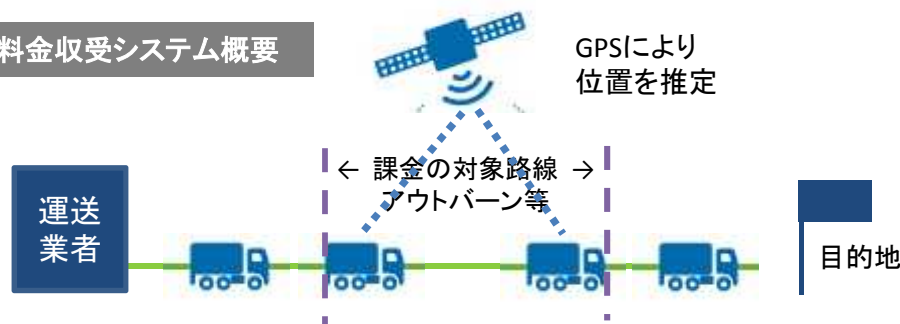 料金収受システム概要
GPSにより
位置を推定
← 課金の対象路線 →
アウトバーン等
運送
業者
目的地